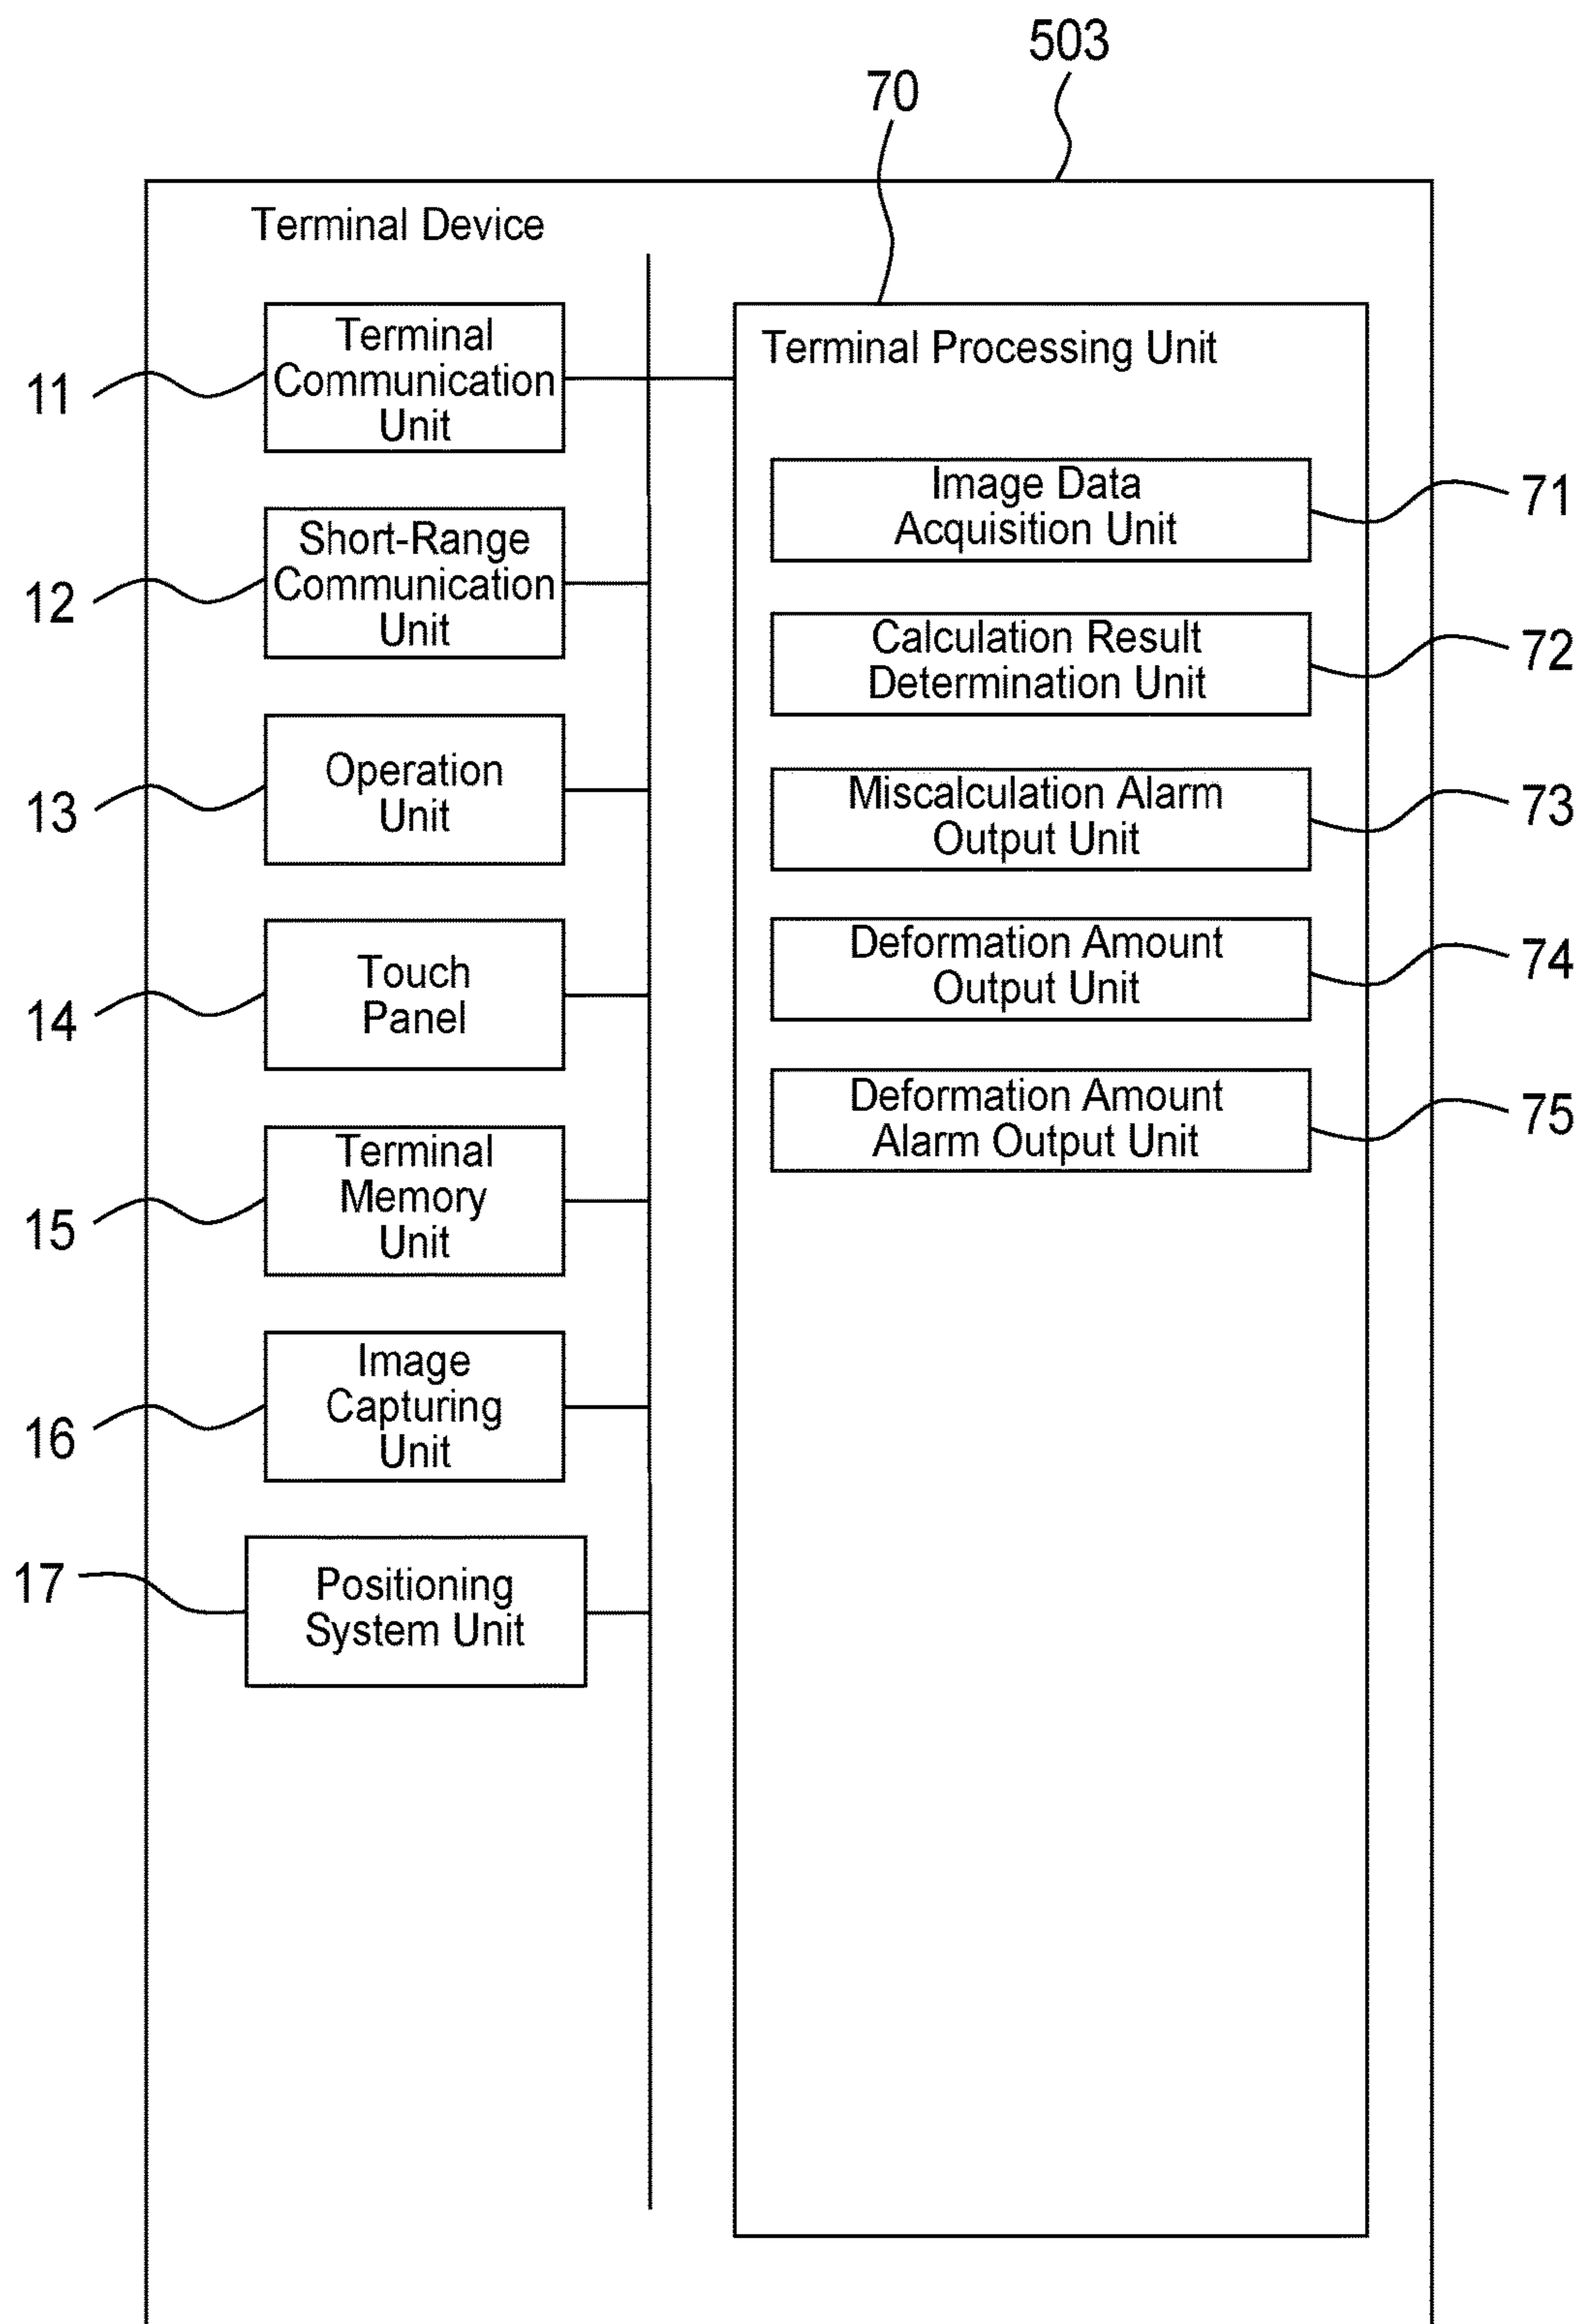 503
70
Terminal Device
11
Terminal
Communication
Unit
12
Short-Range
Communication
Unit
13
Operation
Unit
14
Touch
Panel
15
Terminal
Memory
Unit
16
Image
Capturing
Unit
17
Positioning
System Unit
Terminal Processing Unit
Image Data
Acquisition Unit
71
Calculation Result
Determination Unit
72
Miscalculation Alarm
Output Unit
73
Deformation Amount
Output Unit
74
Deformation Amount
Alarm Output Unit
75